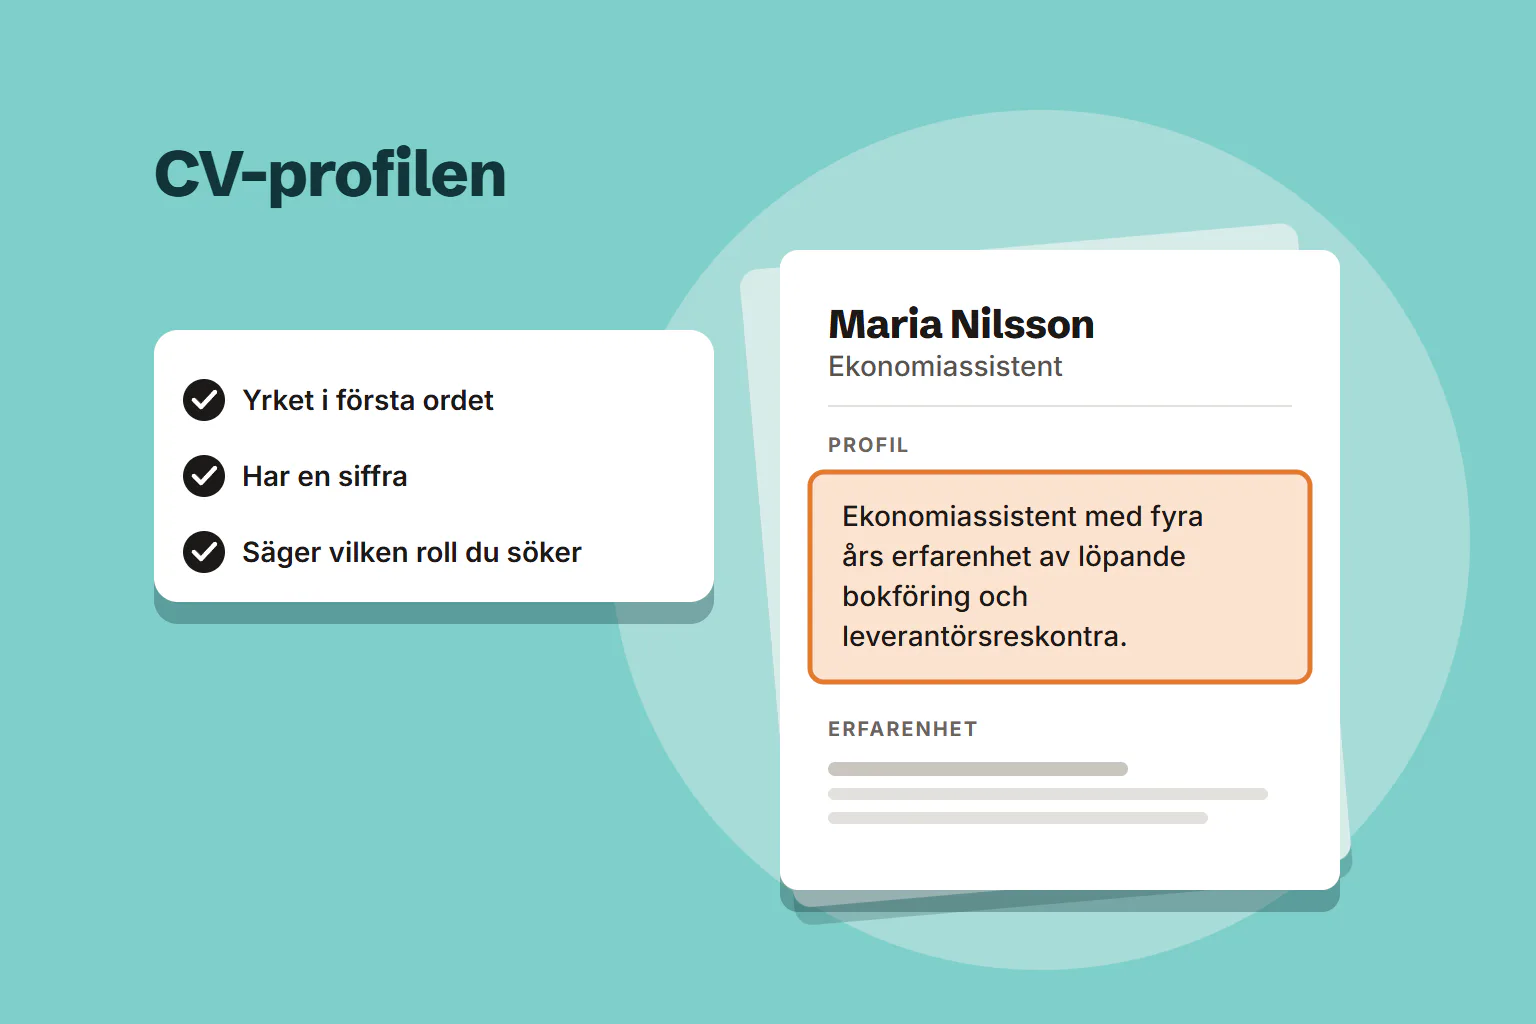 CV-profilen
Yrket i första ordet
Har en siffra
Säger vilken roll du söker
Maria Nilsson
Ekonomiassistent
PROFIL
Ekonomiassistent med fyra
års erfarenhet av löpande
bokföring och
leverantörsreskontra.
ERFARENHET